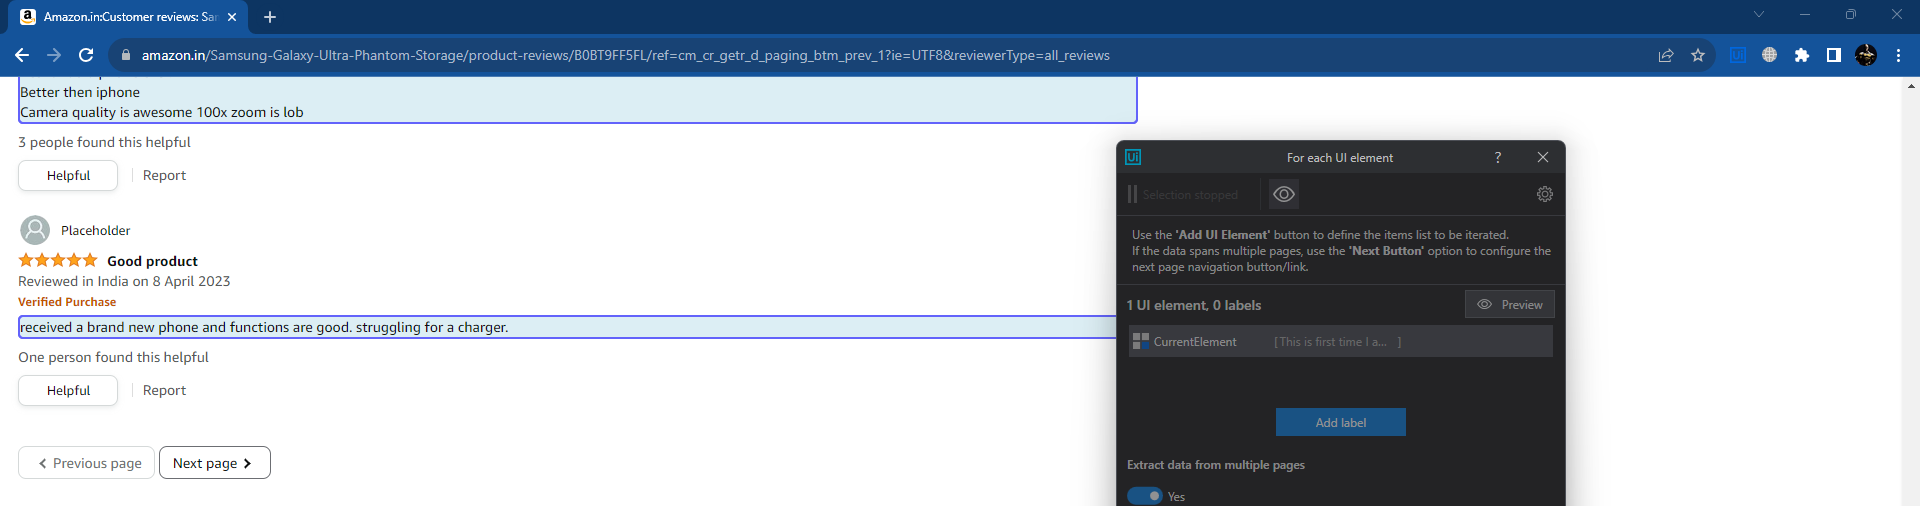 Amazon.in:Customer reviews: Sar
amazon.in/Samsung-Galaxy-Ultra-Phantom-Storage/product-reviews/B0BT9FF5FL/ref=cm_cr_getr_d_paging_btm_prev_1?ie=UTF8&reviewerType=all_reviews
Better then iphone
Camera quality is awesome 100x zoom is lob
3 people found this helpful
Helpful
Report
Placeholder
Good product
Reviewed in India on 8 April 2023
Verified Purchase
received a brand new phone and functions are good. struggling for a charger.
One person found this helpful
Helpful
Report
Previous page
Next page
Ui
For each UI element
?
Selection stopped
Use the 'Add UI Element' button to define the items list to be iterated.
If the data spans multiple pages, use the 'Next Button' option to configure the
next page navigation button/link.
1 UI element, 0 labels
Preview
CurrentElement
[ This is first time I a... ]
Add label
Extract data from multiple pages
Yes